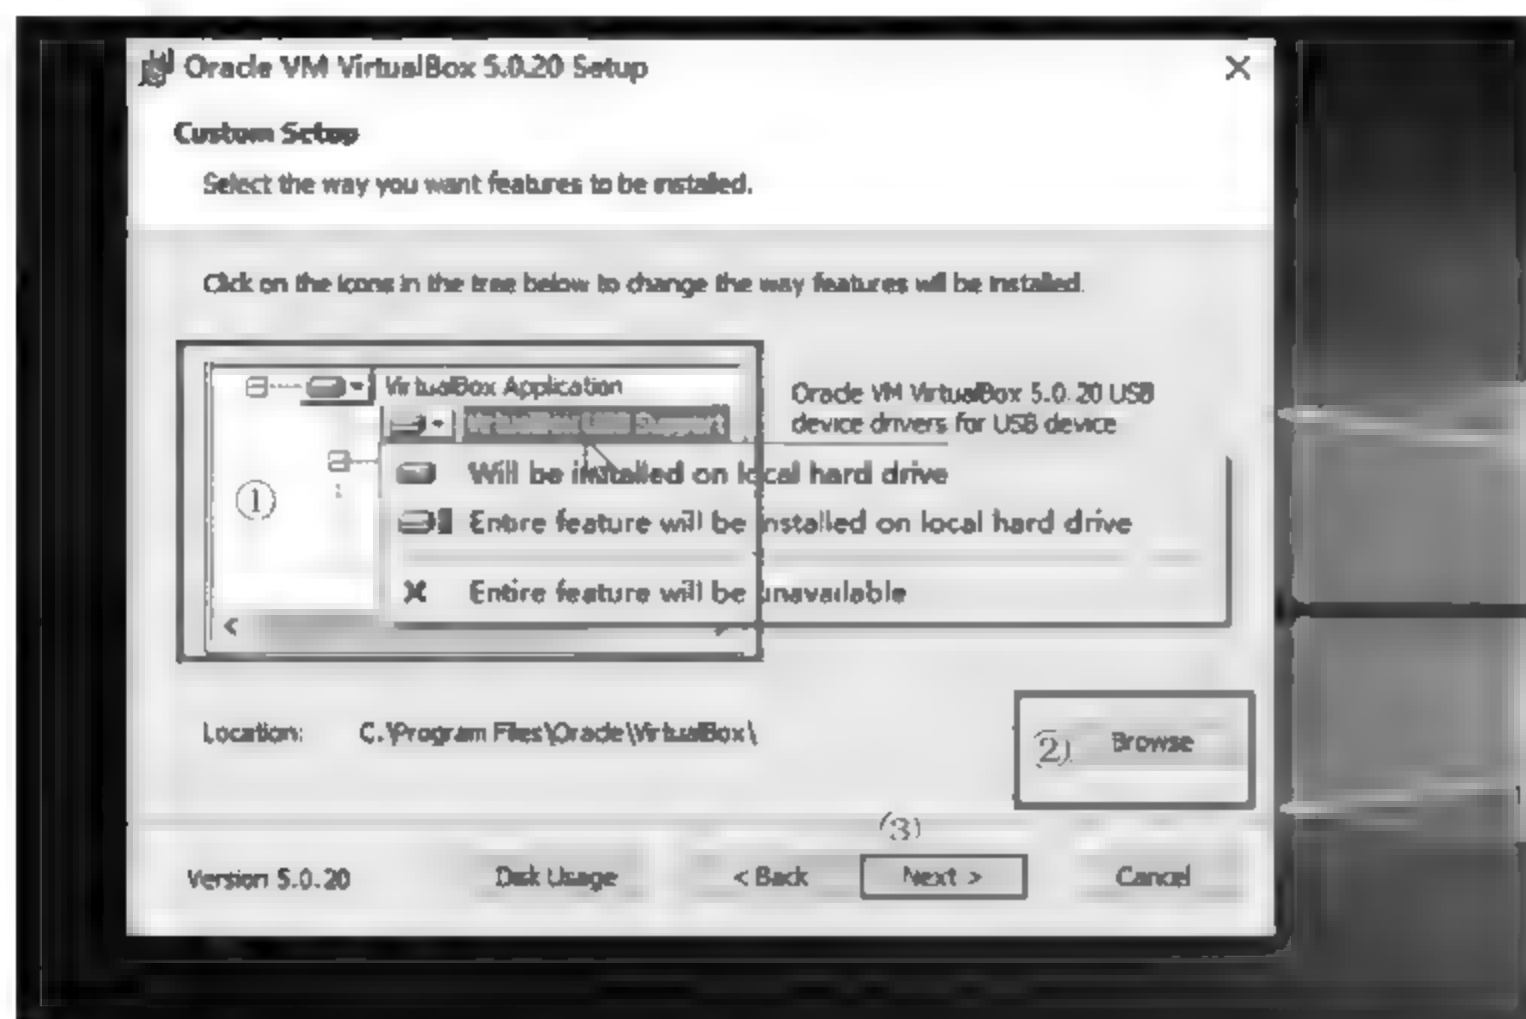 Oracle VM VirtualBox 5.0.20 Setup
Custom Setup
Select the way you want features to be installed.
Click on the icons in the tree below to change the way features will be installed.
VirtualBox Application
VirtualBox USB Support
Oracle VM VirtualBox 5.0.20 USB
device drivers for USB device
Will be installed on local hard drive
①
Entire feature will be installed on local hard drive
Entire feature will be unavailable
Location: C:\Program Files\Oracle\VirtualBox\
② Browse
③
Version 5.0.20 Disk Usage < Back Next > Cancel